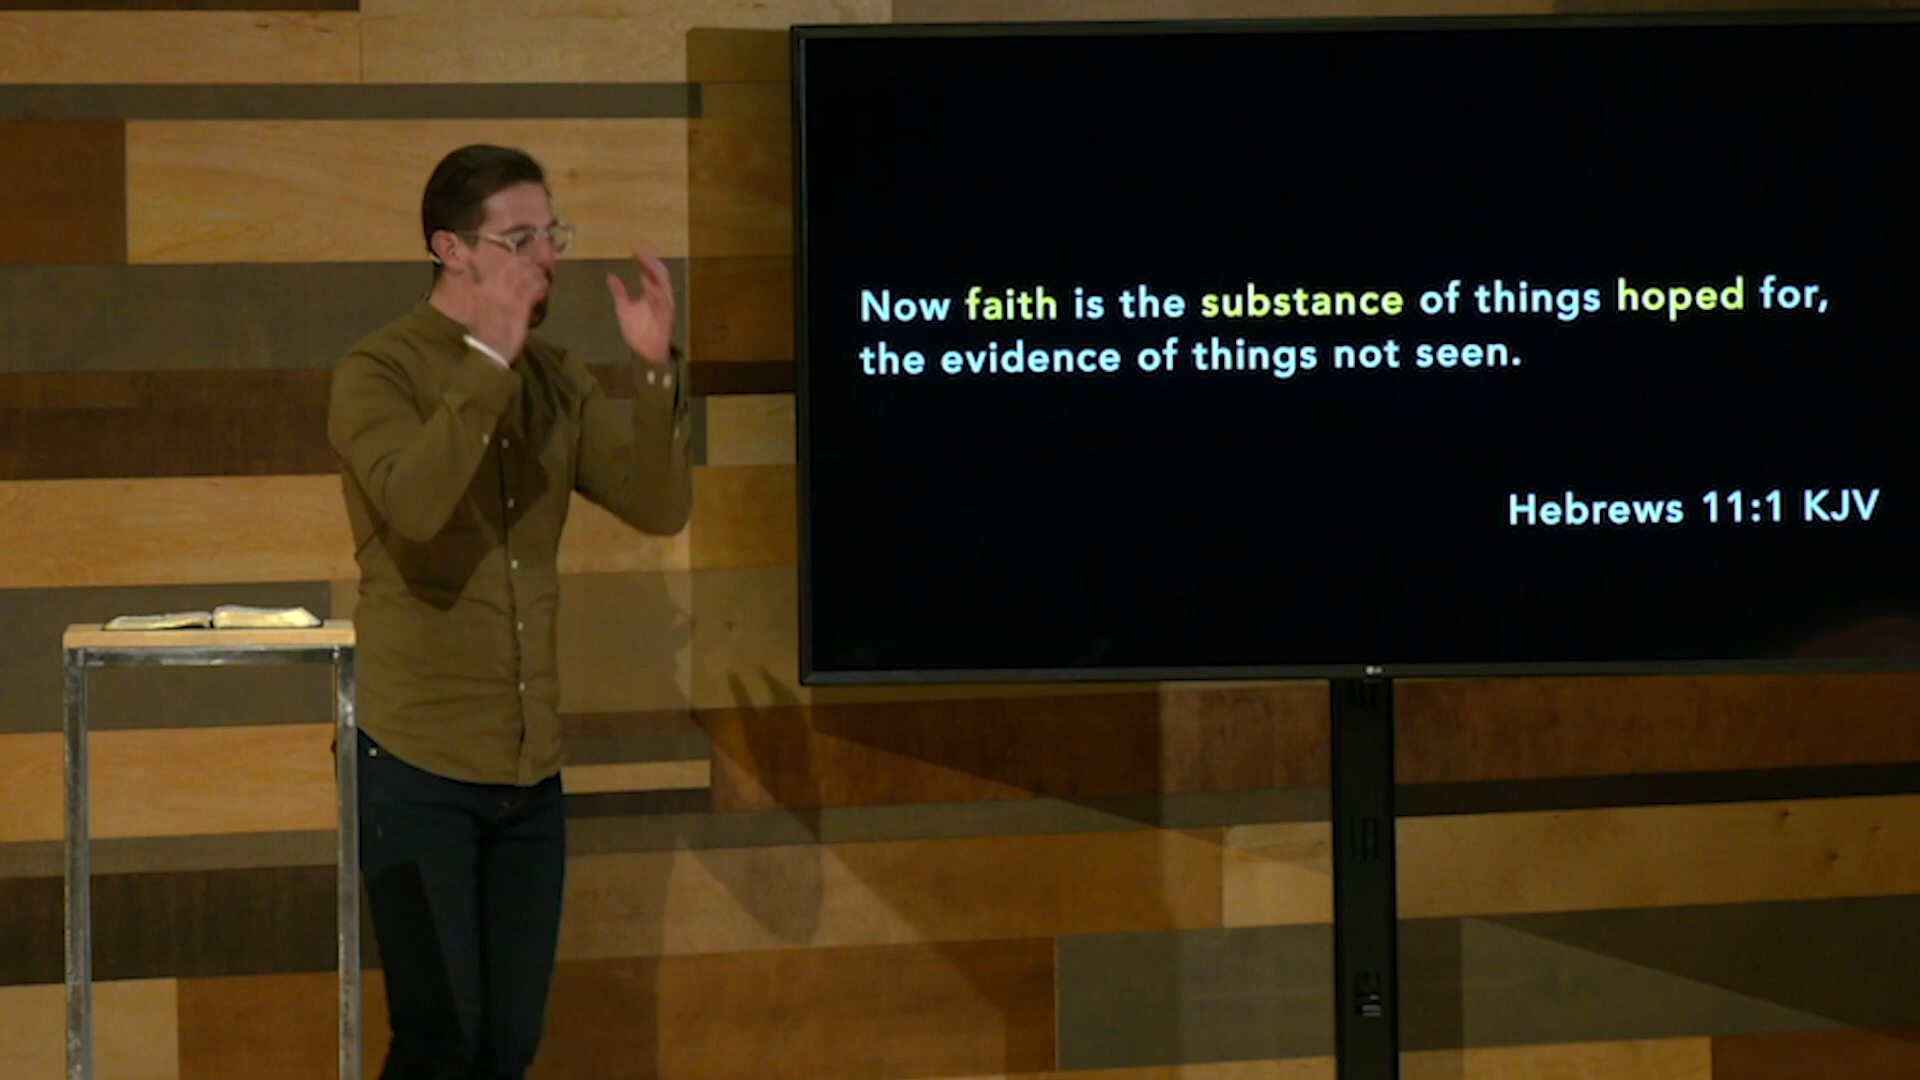 Now faith is the substance of things hoped for,
the evidence of things not seen.
Hebrews 11:1 KJV